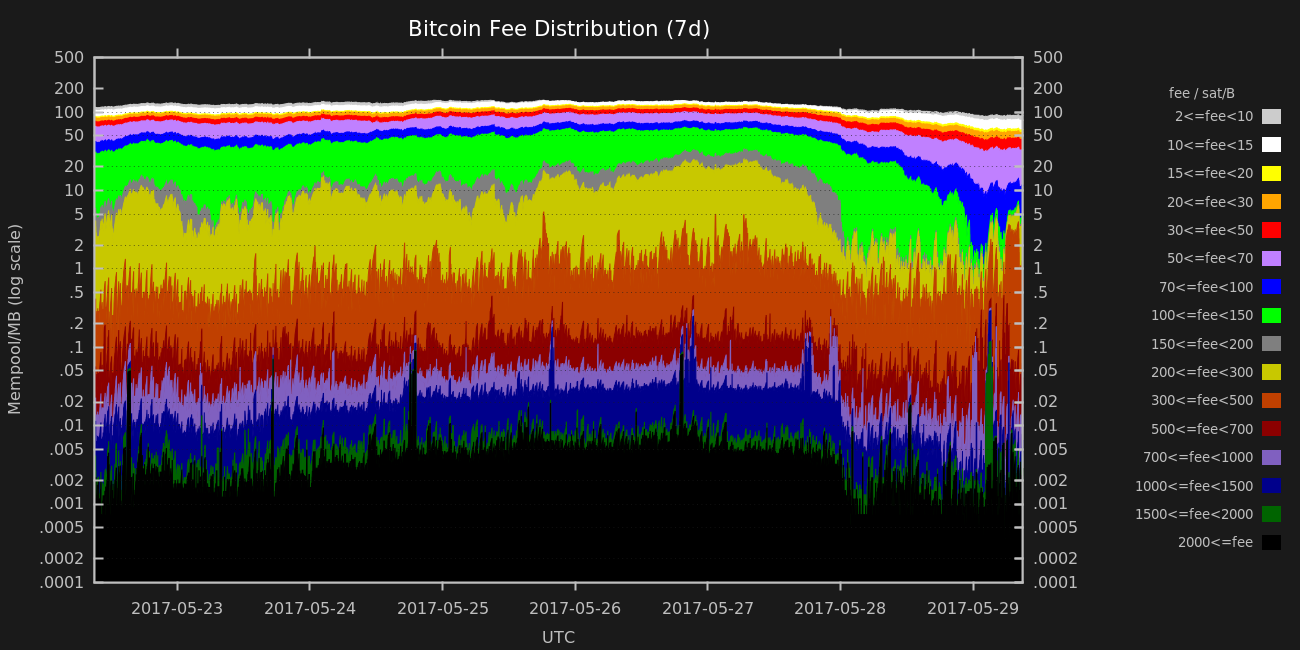 Bitcoin Fee Distribution (7d)
500
200
100
50
20
10
5
2
1
.5
.2
.1
.05
.02
.01
.005
.002
.001
.0005
.0002
.0001
Mempool/MB (log scale)
500
200
100
50
20
10
5
2
1
.5
.2
.1
.05
.02
.01
.005
.002
.001
.0005
.0002
.0001
2017-05-23 2017-05-24 2017-05-25 2017-05-26 2017-05-27 2017-05-28 2017-05-29
UTC
fee / sat/B
2<=fee<10
10<=fee<15
15<=fee<20
20<=fee<30
30<=fee<50
50<=fee<70
70<=fee<100
100<=fee<150
150<=fee<200
200<=fee<300
300<=fee<500
500<=fee<700
700<=fee<1000
1000<=fee<1500
1500<=fee<2000
2000<=fee